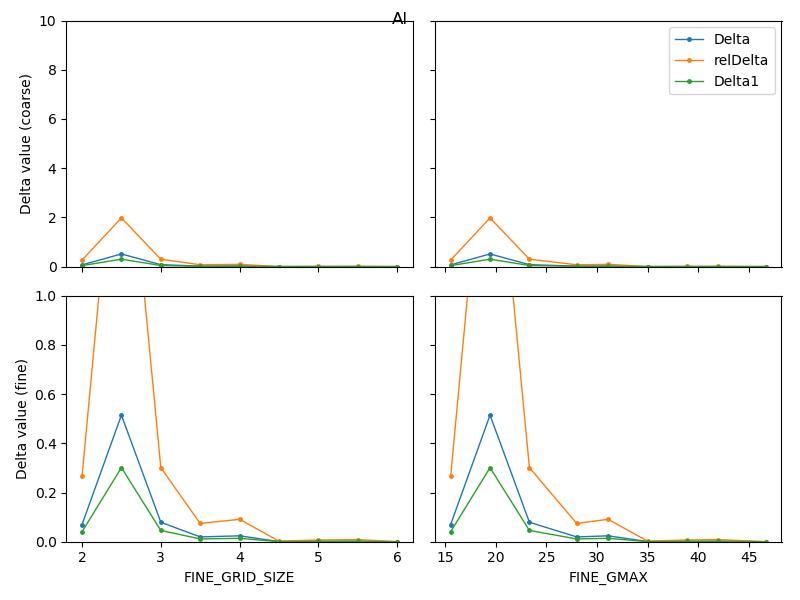 Al
Delta value (coarse)
10
8
6
4
2
0
Delta
relDelta
Delta1
Delta value (fine)
1.0
0.8
0.6
0.4
0.2
0.0
2 3 4 5 6
FINE_GRID_SIZE
15 20 25 30 35 40 45
FINE_GMAX